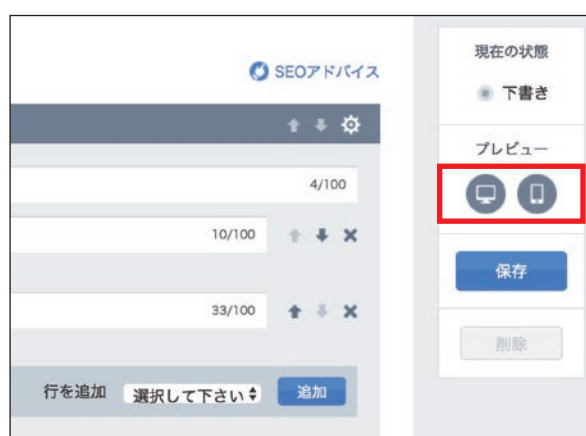 SEOアドバイス
4/100
10/100
33/100
行を追加 選択して下さい 追加
現在の状態
下書き
プレビュー
保存
削除